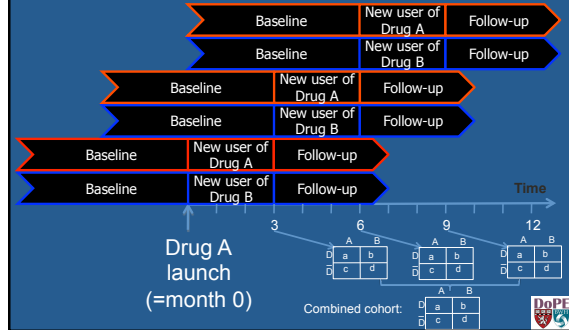 Baseline New user of Drug A Follow-up
Baseline New user of Drug B Follow-up
Baseline New user of Drug A Follow-up
Baseline New user of Drug B Follow-up
Baseline New user of Drug A Follow-up
Baseline New user of Drug B Follow-up
Time
3 6 9 12
Drug A
launch
(=month 0)
A B A B A B
D a b D a b D a b
D̅ c d D̅ c d D̅ c d
Combined cohort:
A B
D a b
D̅ c d
DoPE